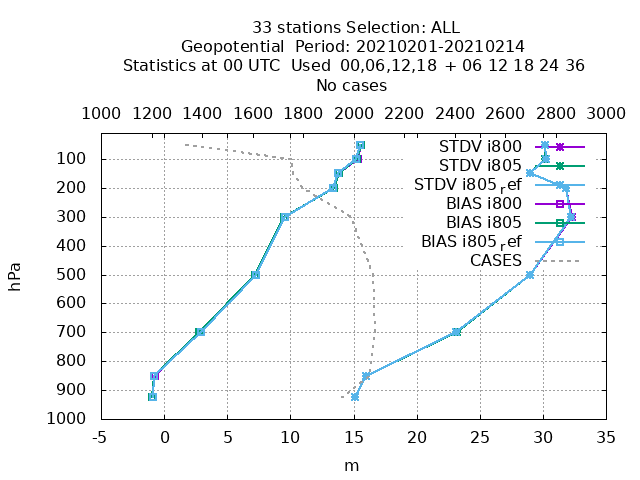 33 stations Selection: ALL
Geopotential  Period: 20210201-20210214
Statistics at 00 UTC  Used 00,06,12,18 + 06 12 18 24 36
No cases
1000 1200 1400 1600 1800 2000 2200 2400 2600 2800 3000
STDV i800
STDV i805
STDV i805_ref
BIAS i800
BIAS i805
BIAS i805_ref
CASES
hPa
100
200
300
400
500
600
700
800
900
1000
-5 0 5 10 15 20 25 30 35
m